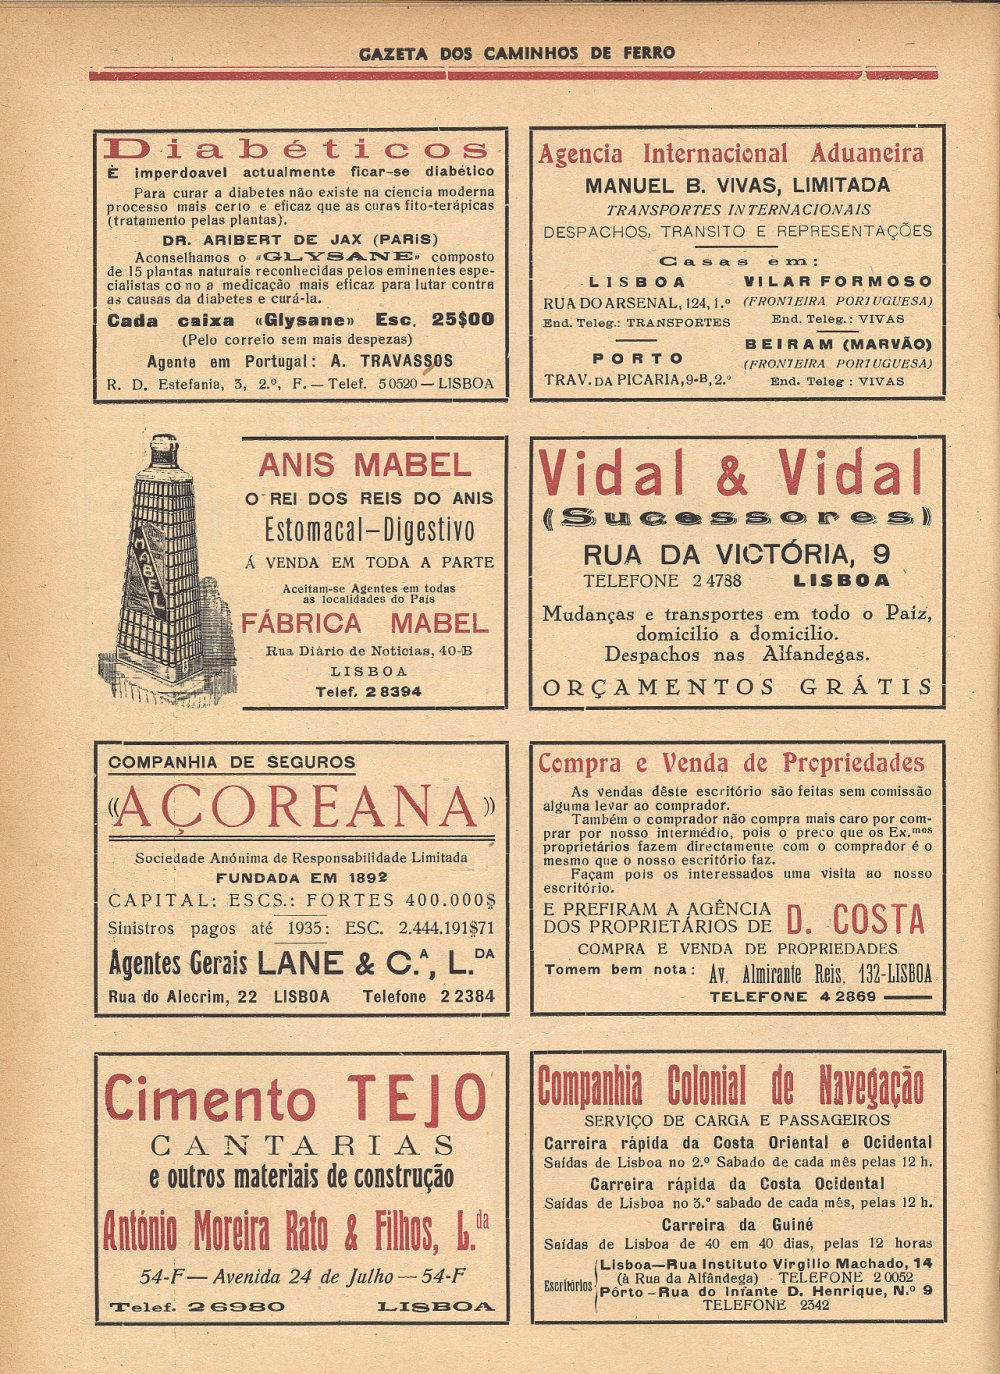 GAZETA DOS CAMINHOS DE FERRO
Diabéticos
É imperdoavel actualmente ficar-se diabético
Para curar a diabetes não existe na ciencia moderna
processo mais certo e eficaz que as curas fito-terápicas
(tratamento pelas plantas).
DR. ARIBERT DE JAX (PARIS)
Aconselhamos o «GLYSANE» composto
de 15 plantas naturais reconhecidas pelos eminentes espe-
cialistas como a medicação mais eficaz para lutar contra
as causas da diabetes e curá-la.
Cada caixa «Glysane» Esc. 25$00
(Pelo correio sem mais despezas)
Agente em Portugal: A. TRAVASSOS
R. D. Estefania, 3, 2.º, F. — Telef. 5 0520 — LISBOA
Agencia Internacional Aduaneira
MANUEL B. VIVAS, LIMITADA
TRANSPORTES INTERNACIONAIS
DESPACHOS, TRANSITO E REPRESENTAÇÕES
Casas em:
LISBOA
RUA DO ARSENAL, 124, 1.º
End. Teleg.: TRANSPORTES
PORTO
TRAV. DA PICARIA, 9-B, 2.º
VILAR FORMOSO
(FRONTEIRA PORTUGUESA)
End. Teleg.: VIVAS
BEIRAM (MARVÃO)
(FRONTEIRA PORTUGUESA)
End. Teleg : VIVAS
MABEL
ANIS MABEL
O REI DOS REIS DO ANIS
Estomacal—Digestivo
Á VENDA EM TODA A PARTE
Aceitam-se Agentes em todas
as localidades do País
FÁBRICA MABEL
Rua Diário de Noticias, 40-B
LISBOA
Telef. 2 8394
Vidal & Vidal
(Sucessores)
RUA DA VICTÓRIA, 9
TELEFONE 2 4788 LISBOA
Mudanças e transportes em todo o Paiz,
domicilio a domicilio.
Despachos nas Alfandegas.
ORÇAMENTOS GRÁTIS
COMPANHIA DE SEGUROS
«AÇOREANA»
Sociedade Anónima de Responsabilidade Limitada
FUNDADA EM 1892
CAPITAL: ESCS.: FORTES 400.000$
Sinistros pagos até 1935: ESC. 2.444.191$71
Agentes Gerais LANE & C.ᴬ, L.ᴰᴬ
Rua do Alecrim, 22 LISBOA Telefone 2 2384
Compra e Venda de Propriedades
As vendas dêste escritório são feitas sem comissão
alguma levar ao comprador.
Também o comprador não compra mais caro por com-
prar por nosso intermédio, pois o preco que os Ex.mos
proprietários fazem directamente com o comprador é o
mesmo que o nosso escritório faz.
Façam pois os interessados uma visita ao nosso
escritório.
E PREFIRAM A AGÊNCIA
DOS PROPRIETÁRIOS DE D. COSTA
COMPRA E VENDA DE PROPRIEDADES
Tomem bem nota: Av. Almirante Reis, 132-LISBOA
TELEFONE 4 2869
Cimento TEJO
CANTARIAS
e outros materiais de construção
António Moreira Rato & Filhos, L.da
54-F — Avenida 24 de Julho — 54-F
Telef. 2 6980 LISBOA
Companhia Colonial de Navegação
SERVIÇO DE CARGA E PASSAGEIROS
Carreira rápida da Costa Oriental e Ocidental
Saídas de Lisboa no 2.º Sabado de cada mês pelas 12 h.
Carreira rápida da Costa Ocidental
Saídas de Lisboa no 3.º sabado de cada mês, pelas 12 h.
Carreira da Guiné
Saídas de Lisboa de 40 em 40 dias, pelas 12 horas
Escritórios
Lisboa—Rua Instituto Virgilio Machado, 14
(à Rua da Alfândega) - TELEFONE 2 0052
Pôrto - Rua do Infante D. Henrique, N.º 9
TELEFONE 2342